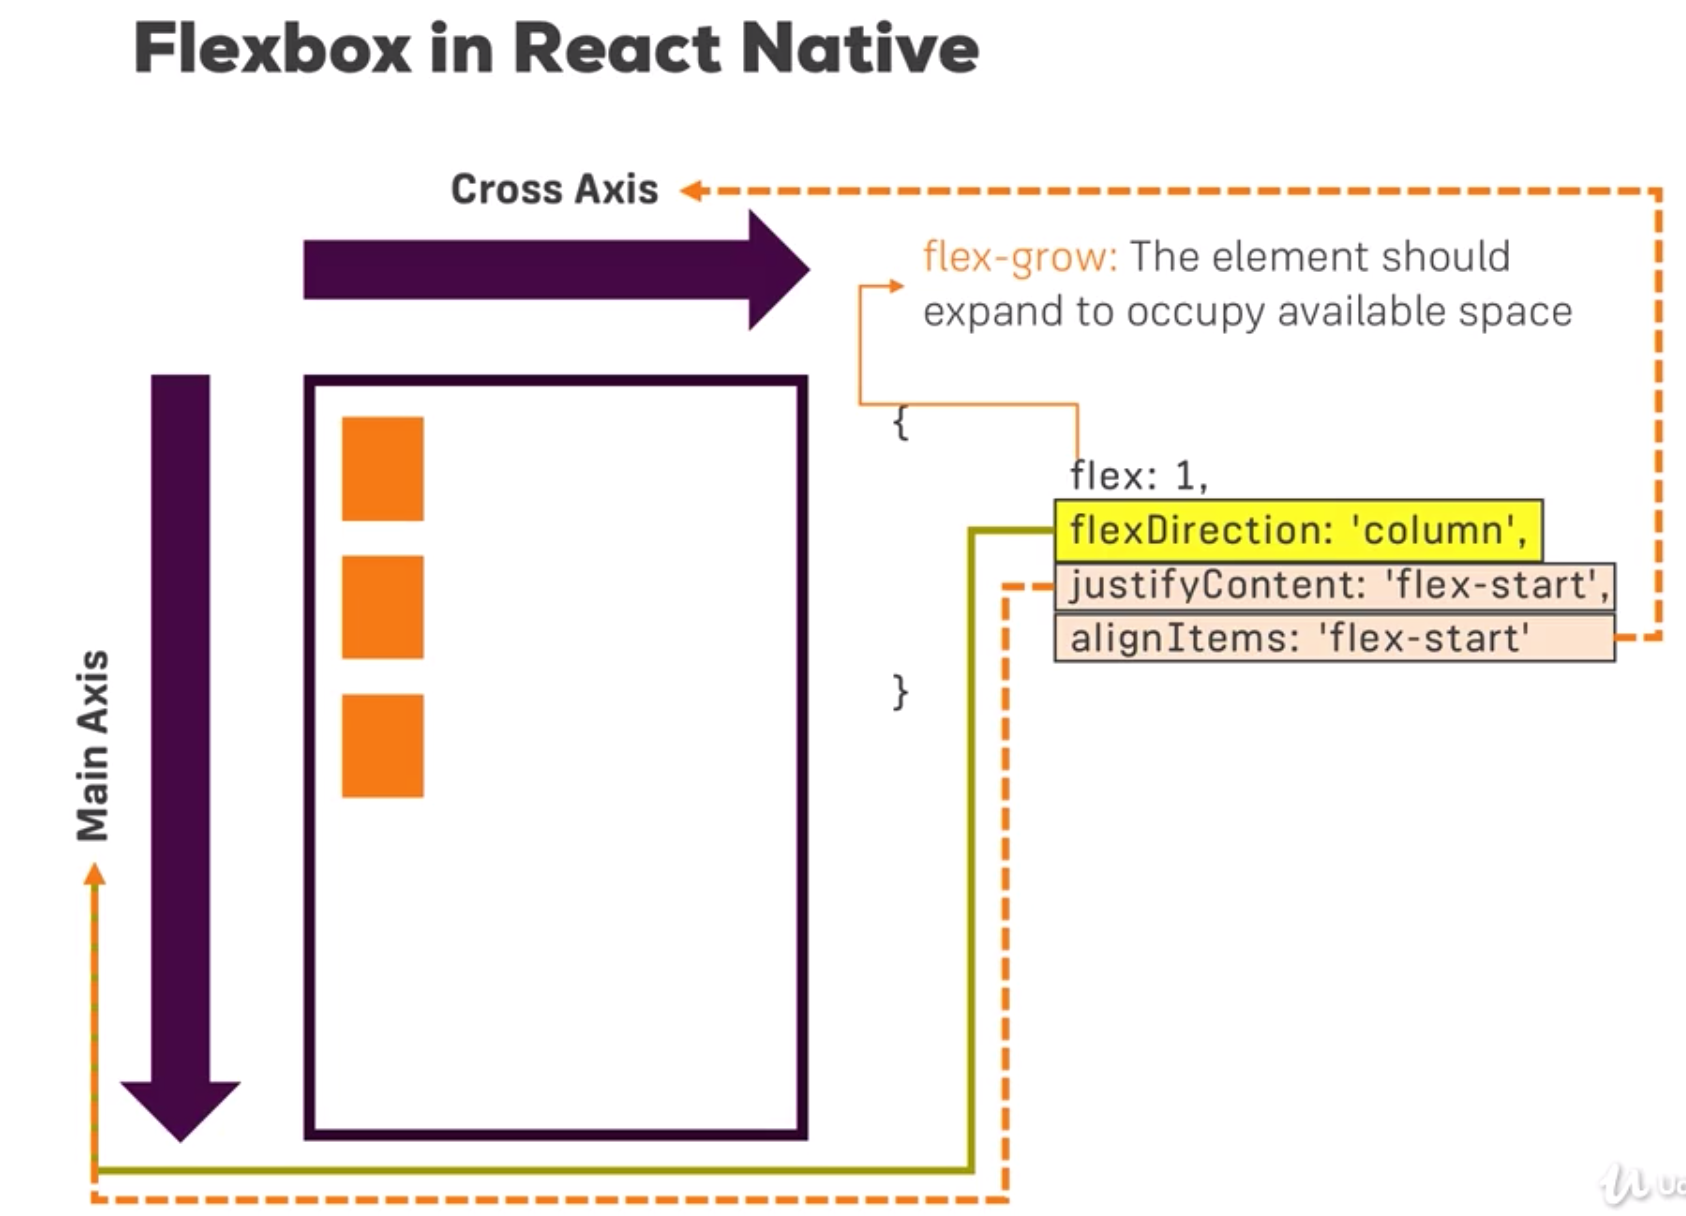 Flexbox in React Native
Cross Axis
flex-grow: The element should
expand to occupy available space
{
flex: 1,
flexDirection: 'column',
justifyContent: 'flex-start',
alignItems: 'flex-start'
}
Main Axis